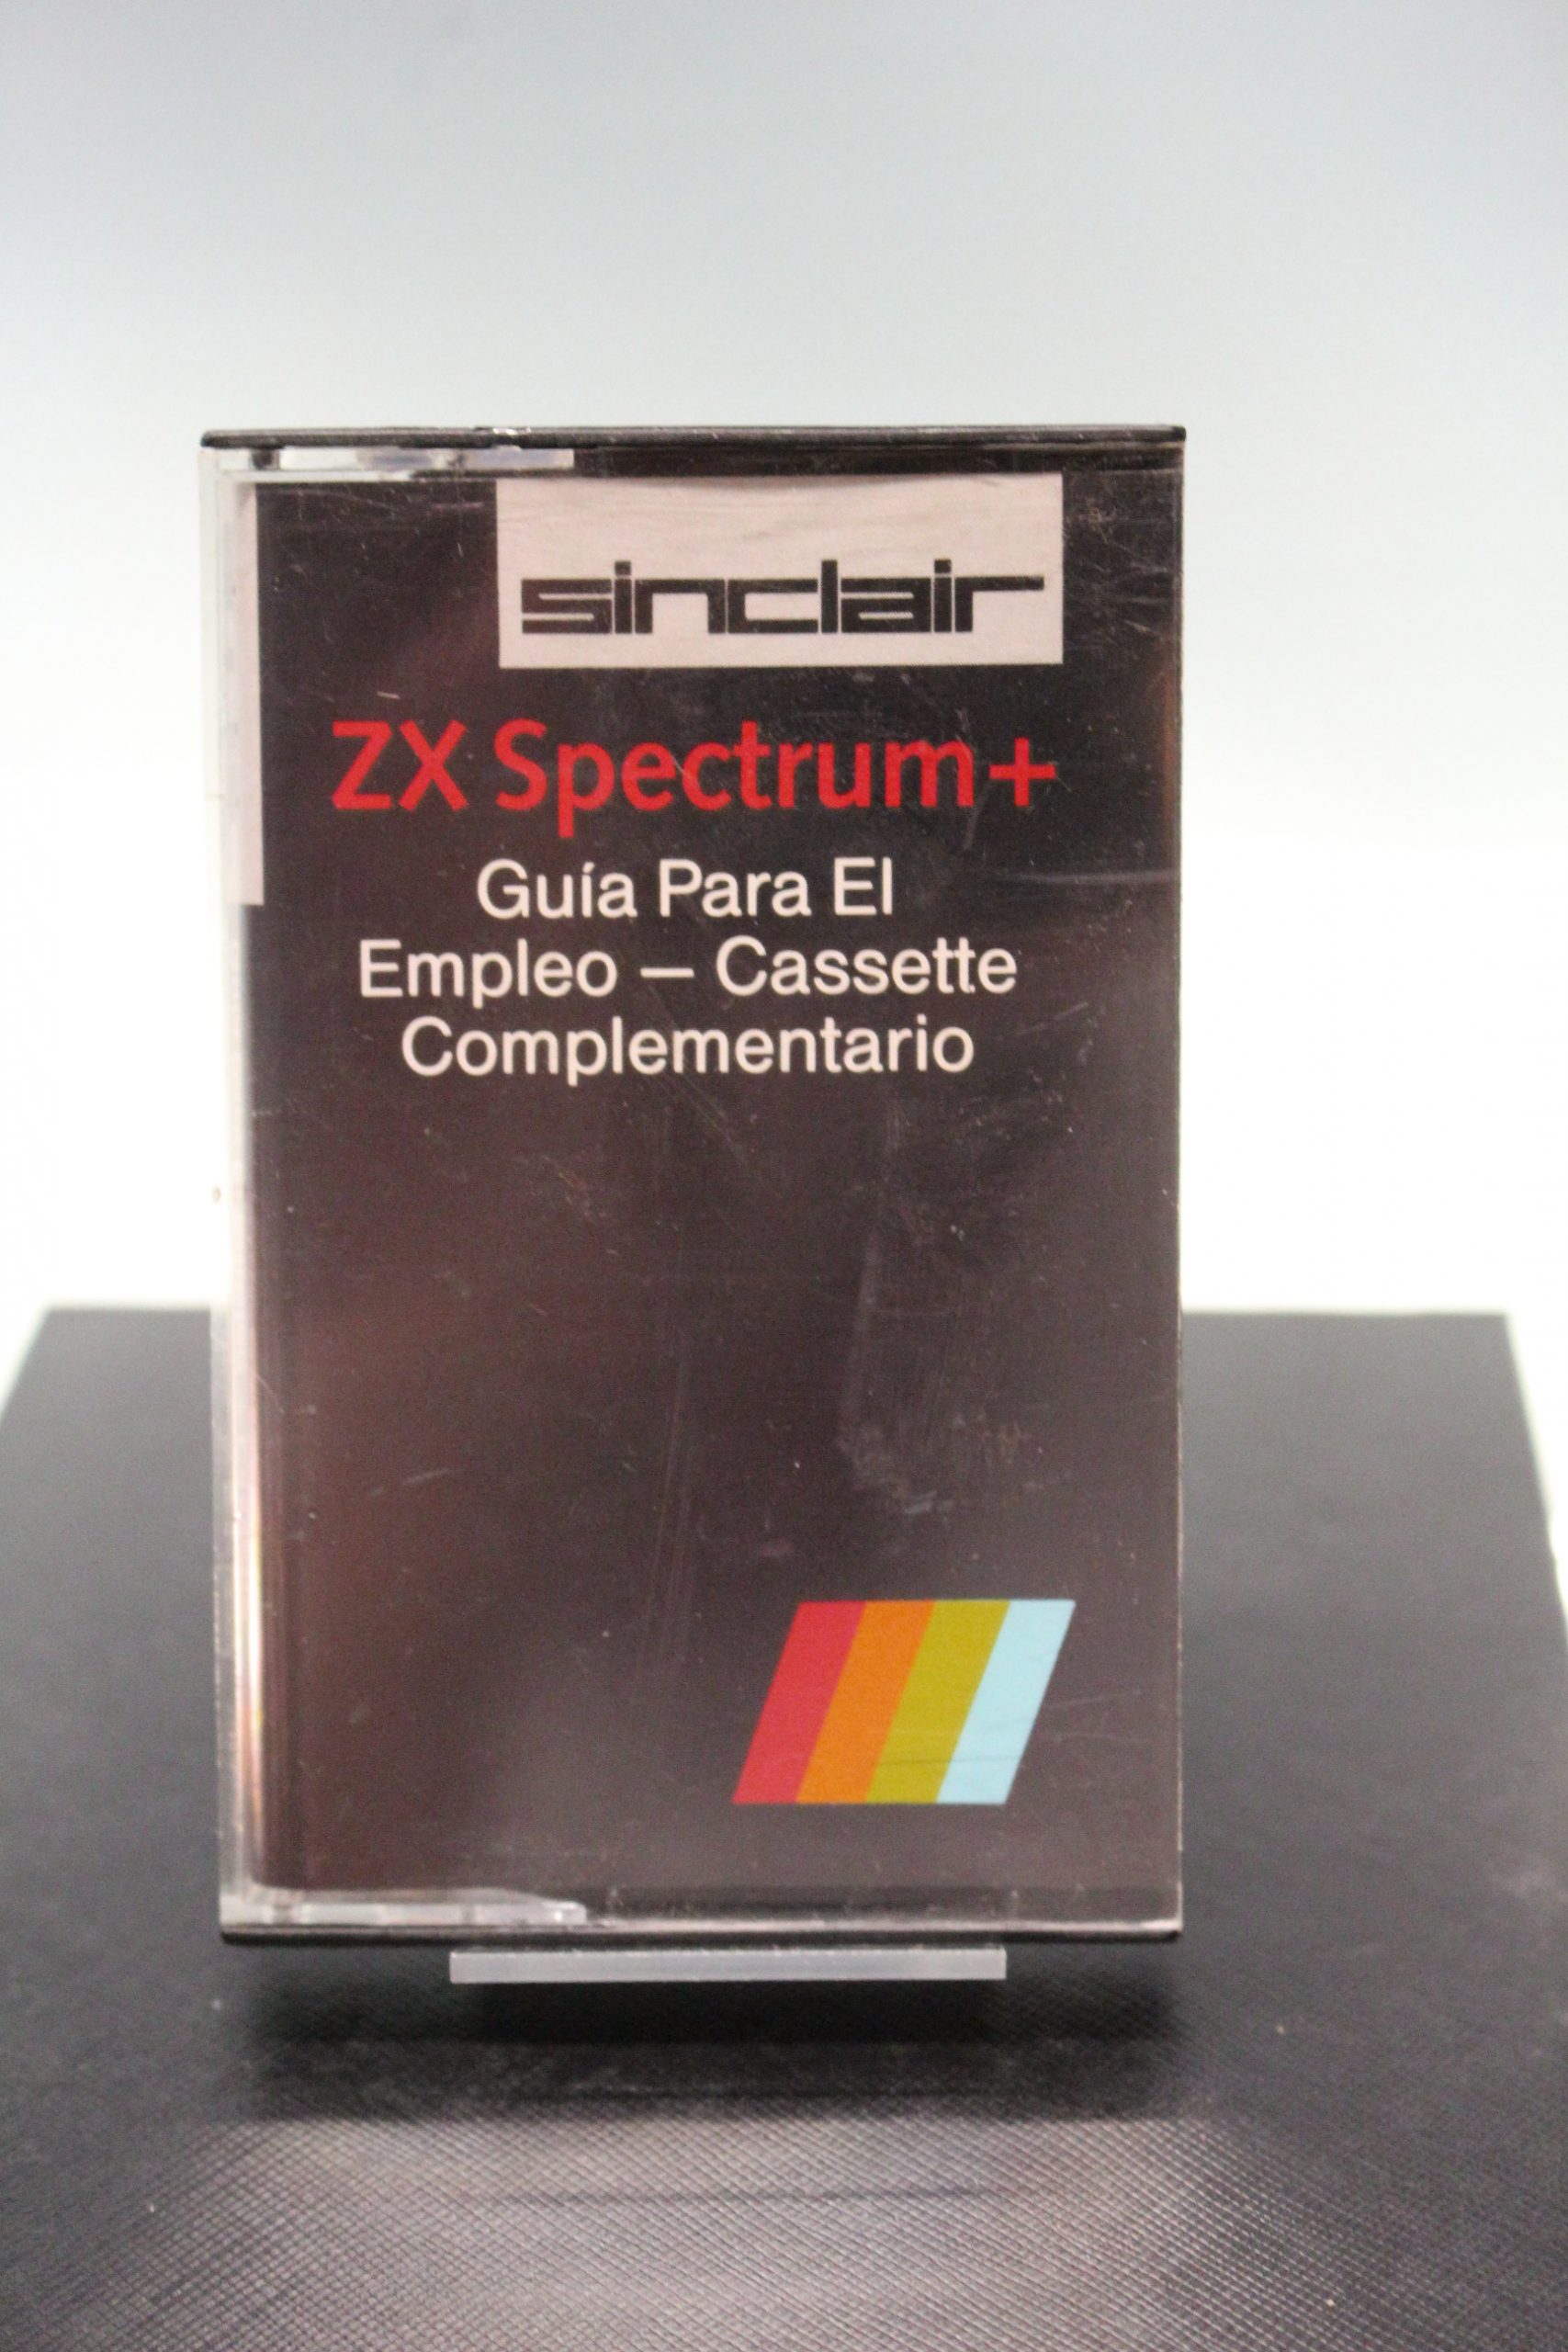 sinclair
ZX Spectrum+
Guía Para El
Empleo — Cassette
Complementario